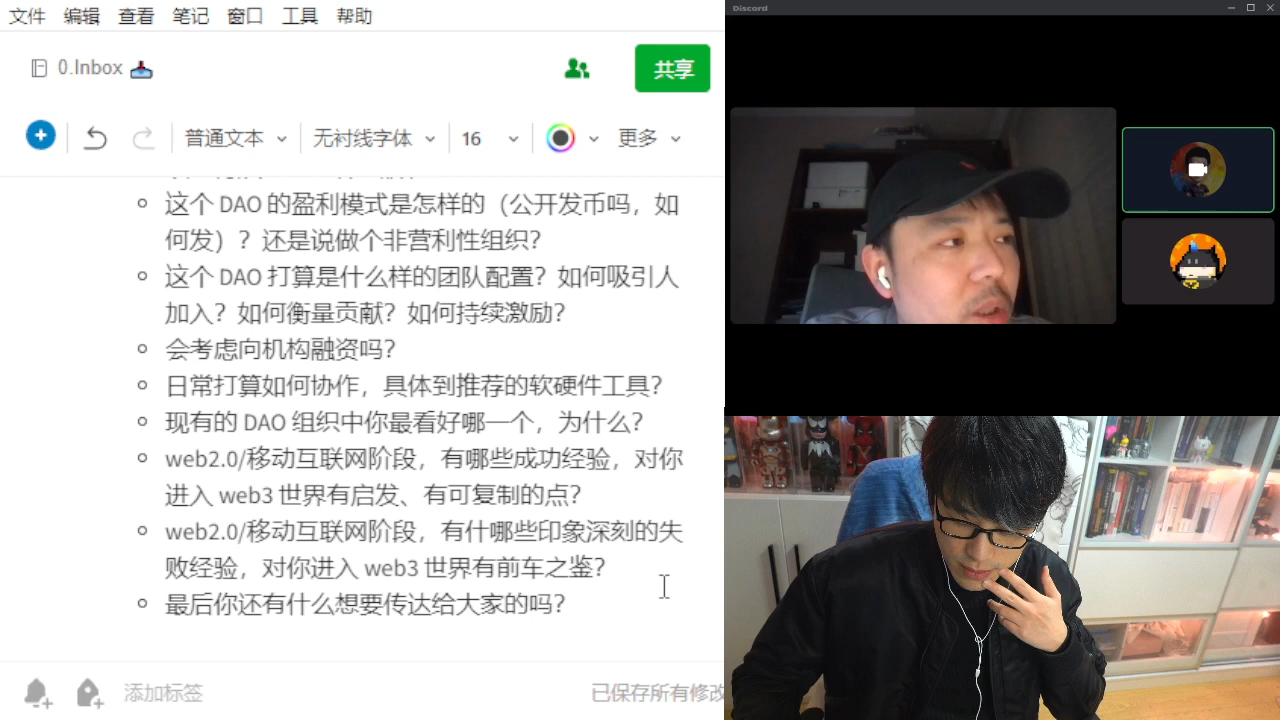 文件 编辑 查看 笔记 窗口 工具 帮助
Discord
0.Inbox
共享
普通文本 无衬线字体 16 更多
这个 DAO 的盈利模式是怎样的（公开发币吗，如
何发）？还是说做个非营利性组织？
这个 DAO 打算是什么样的团队配置？如何吸引人
加入？如何衡量贡献？如何持续激励？
会考虑向机构融资吗？
日常打算如何协作，具体到推荐的软硬件工具？
现有的 DAO 组织中你最看好哪一个，为什么？
web2.0/移动互联网阶段，有哪些成功经验，对你
进入 web3 世界有启发、有可复制的点？
web2.0/移动互联网阶段，有什哪些印象深刻的失
败经验，对你进入 web3 世界有前车之鉴？
最后你还有什么想要传达给大家的吗？
添加标签
已保存所有修改